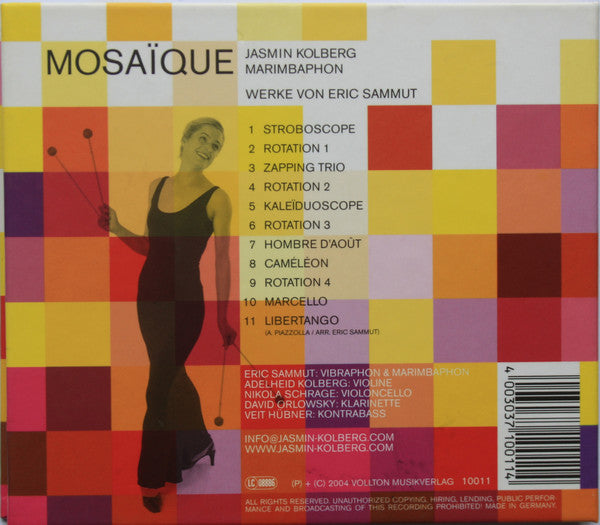 MOSAÏQUE
JASMIN KOLBERG
MARIMBAPHON
WERKE VON ERIC SAMMUT
1 STROBOSCOPE
2 ROTATION 1
3 ZAPPING TRIO
4 ROTATION 2
5 KALEÏDUOSCOPE
6 ROTATION 3
7 HOMBRE D'AOÛT
8 CAMÉLÉON
9 ROTATION 4
10 MARCELLO
11 LIBERTANGO
(A. PIAZZOLLA / ARR. ERIC SAMMUT)
ERIC SAMMUT: VIBRAPHON & MARIMBAPHON
ADELHEID KOLBERG: VIOLINE
NIKOLA SCHRAGE: VIOLONCELLO
DAVID ORLOWSKY: KLARINETTE
VEIT HÜBNER: KONTRABASS
INFO@JASMIN-KOLBERG.COM
WWW.JASMIN-KOLBERG.COM
4 003037 100114
LC 08886 (P) + (C) 2004 VOLLTON MUSIKVERLAG 10011
ALL RIGHTS RESERVED. UNAUTHORIZED COPYING, HIRING, LENDING, PUBLIC PERFOR-
MANCE AND BROADCASTING OF THIS RECORDING PROHIBITED! MADE IN GERMANY.